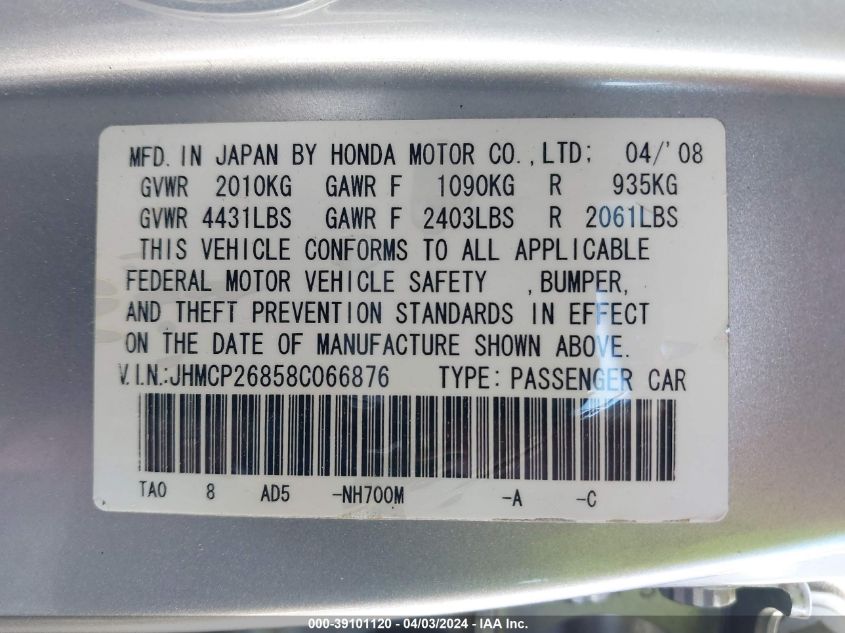 MFD. IN JAPAN BY HONDA MOTOR CO.,LTD; 04/'08
GVWR 2010KG GAWR F 1090KG R 935KG
GVWR 4431LBS GAWR F 2403LBS R 2061LBS
THIS VEHICLE CONFORMS TO ALL APPLICABLE
FEDERAL MOTOR VEHICLE SAFETY ,BUMPER,
AND THEFT PREVENTION STANDARDS IN EFFECT
ON THE DATE OF MANUFACTURE SHOWN ABOVE.
V.I.N.:JHMCP26858C066876 TYPE: PASSENGER CAR
TA0 8 AD5 -NH700M -A -C
000-39101120 - 04/03/2024 - IAA Inc.